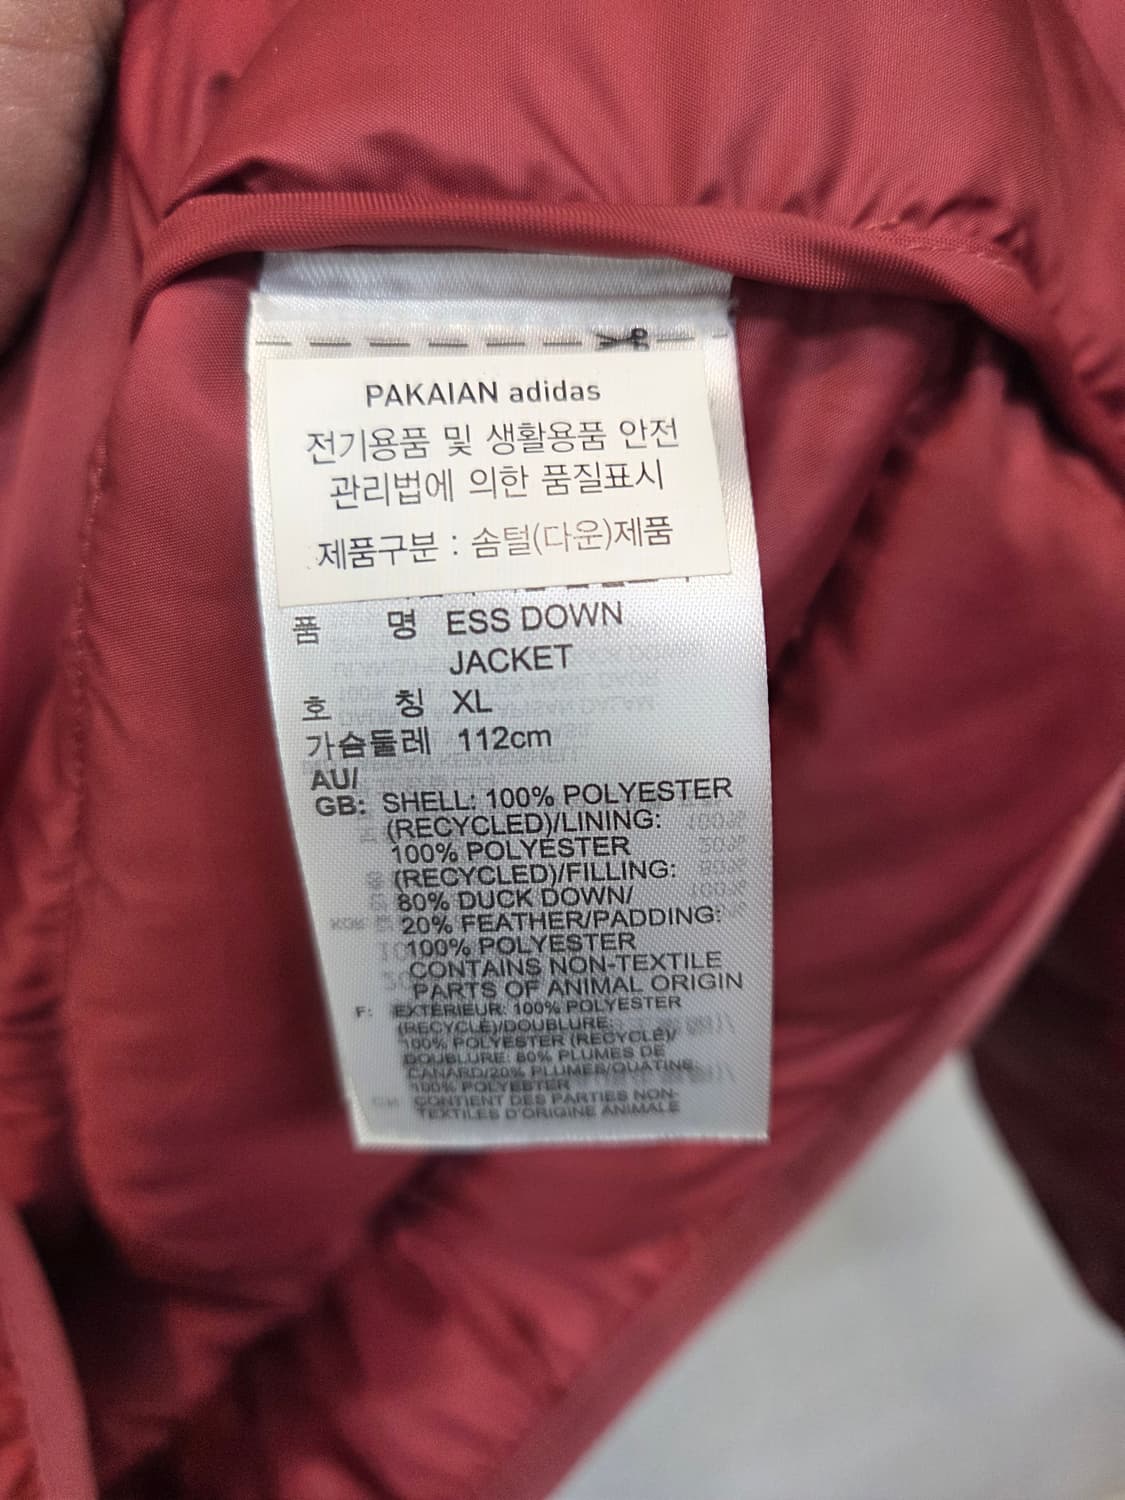 PAKAIAN adidas
전기용품 및 생활용품 안전
관리법에 의한 품질표시
제품구분 : 솜털(다운)제품
품 명 ESS DOWN
JACKET
호 칭 XL
가슴둘레 112cm
AU/
GB: SHELL: 100% POLYESTER
(RECYCLED)/LINING:
100% POLYESTER
(RECYCLED)/FILLING:
80% DUCK DOWN/
20% FEATHER/PADDING:
100% POLYESTER
CONTAINS NON-TEXTILE
PARTS OF ANIMAL ORIGIN
F: EXTÉRIEUR: 100% POLYESTER
(RECYCLÉ)/DOUBLURE:
100% POLYESTER (RECYCLÉ)/
DOUBLURE: 80% PLUMES DE
CANARD/20% PLUMES/OUATINE:
100% POLYESTER
CONTIENT DES PARTIES NON-
TEXTILES D'ORIGINE ANIMALE